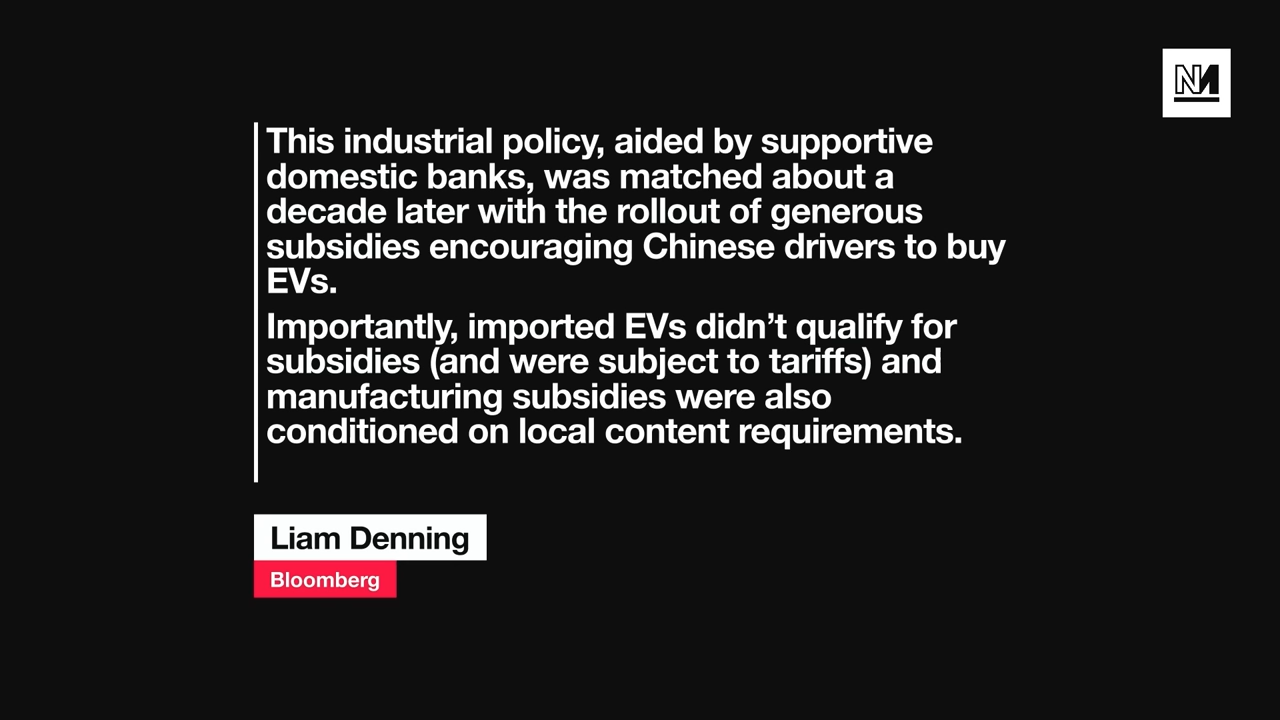 This industrial policy, aided by supportive
domestic banks, was matched about a
decade later with the rollout of generous
subsidies encouraging Chinese drivers to buy
EVs.
Importantly, imported EVs didn’t qualify for
subsidies (and were subject to tariffs) and
manufacturing subsidies were also
conditioned on local content requirements.
Liam Denning
Bloomberg